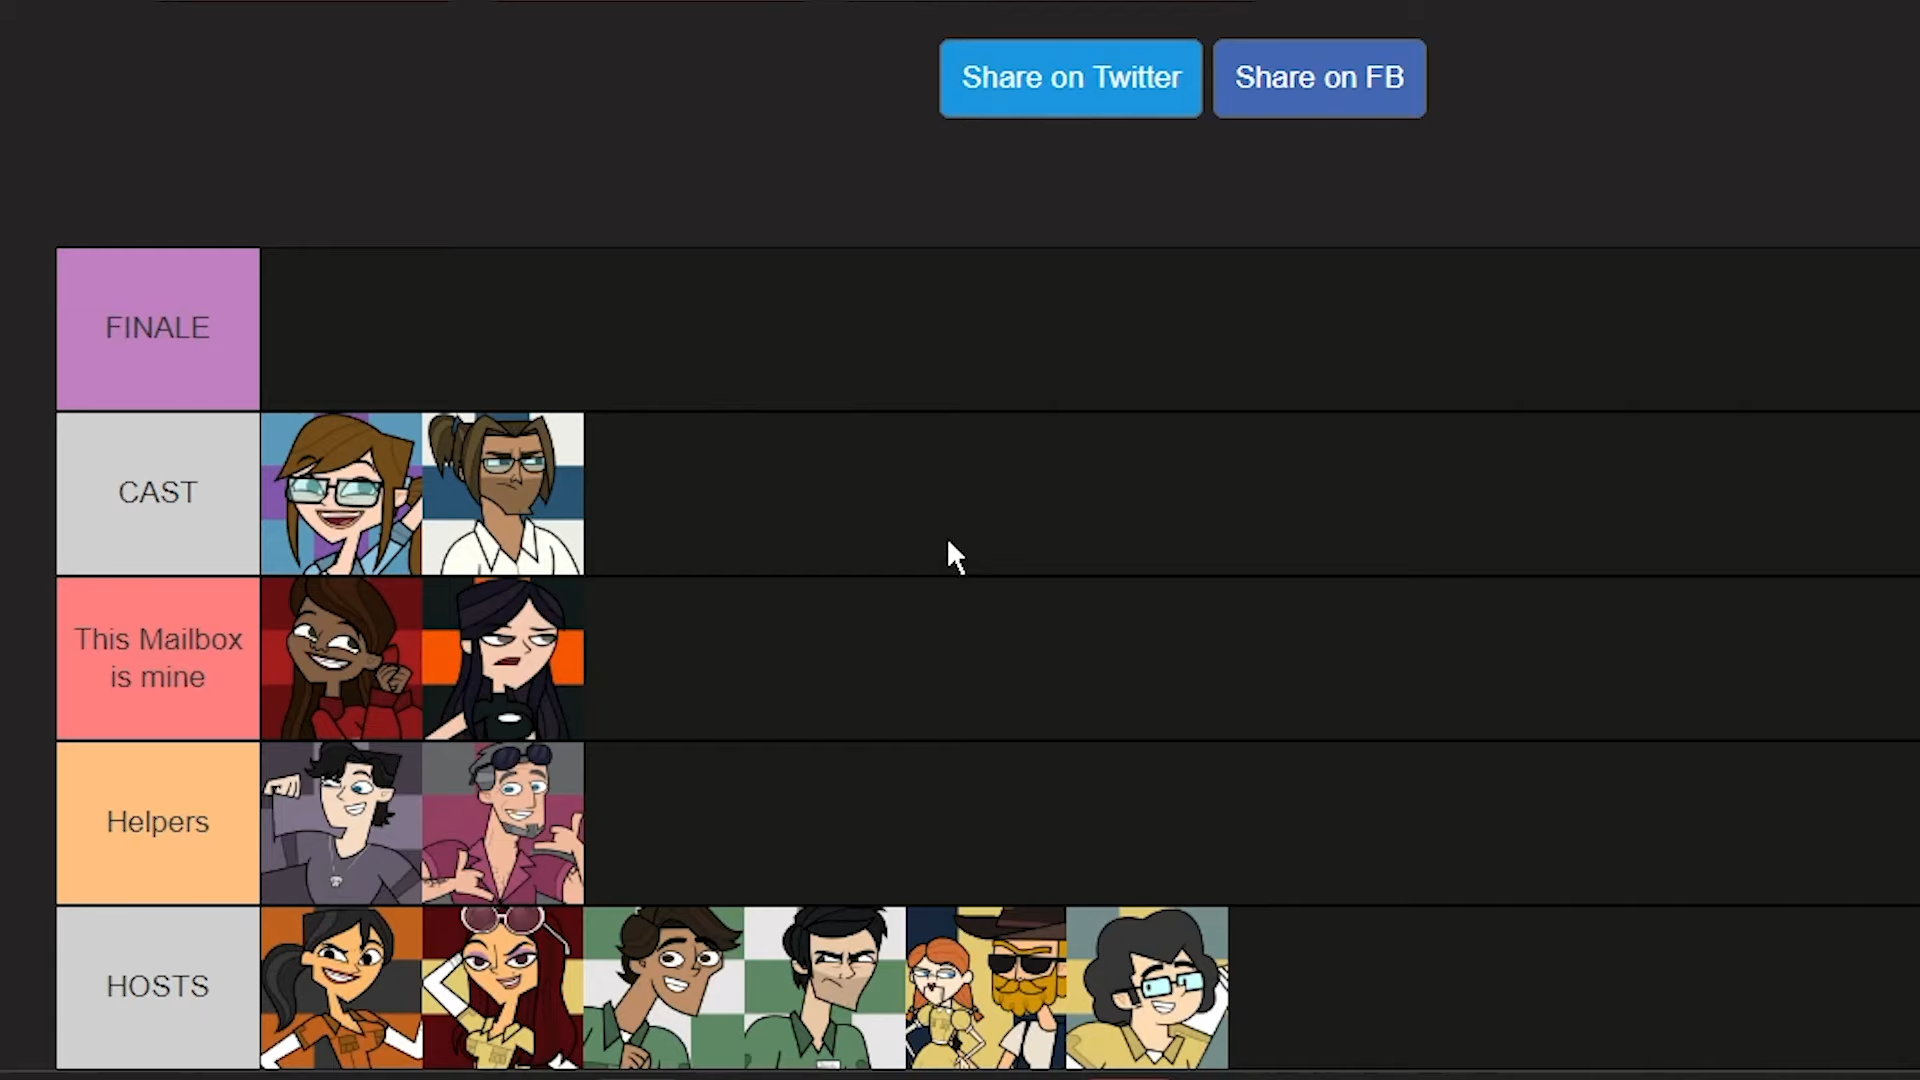 Share on Twitter
Share on FB
FINALE
CAST
This Mailbox
is mine
Helpers
HOSTS